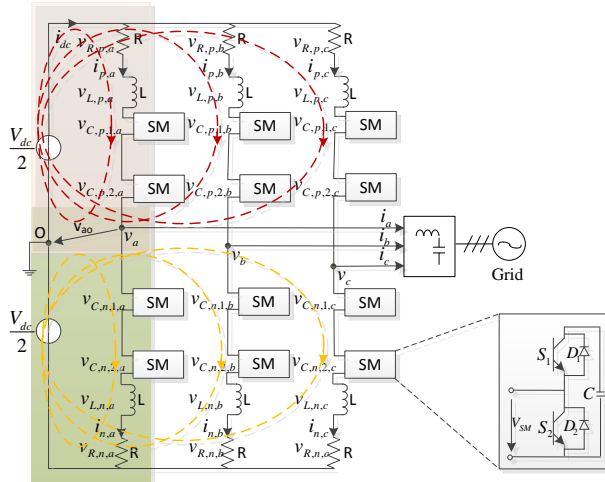 i_dc v_R,p,a R v_R,p,b R v_R,p,c R
i_p,a i_p,b i_p,c
v_L,p,a L v_L,p,b L v_L,p,c L
v_C,p,1,a SM v_C,p,1,b SM v_C,p,1,c SM
V_dc
2
v_C,p,2,a SM v_C,p,2,b SM v_C,p,2,c SM
O v_ao v_a i_a
v_b i_b
v_c i_c
Grid
v_C,n,1,a SM v_C,n,1,b SM v_C,n,1,c SM
V_dc
2
v_C,n,2,a SM v_C,n,2,b SM v_C,n,2,c SM
v_L,n,a L v_L,n,b L v_L,n,c L
i_n,a i_n,b i_n,c
v_R,n,a R v_R,n,b R v_R,n,a R
S_1 D_1
C
V_SM S_2 D_2